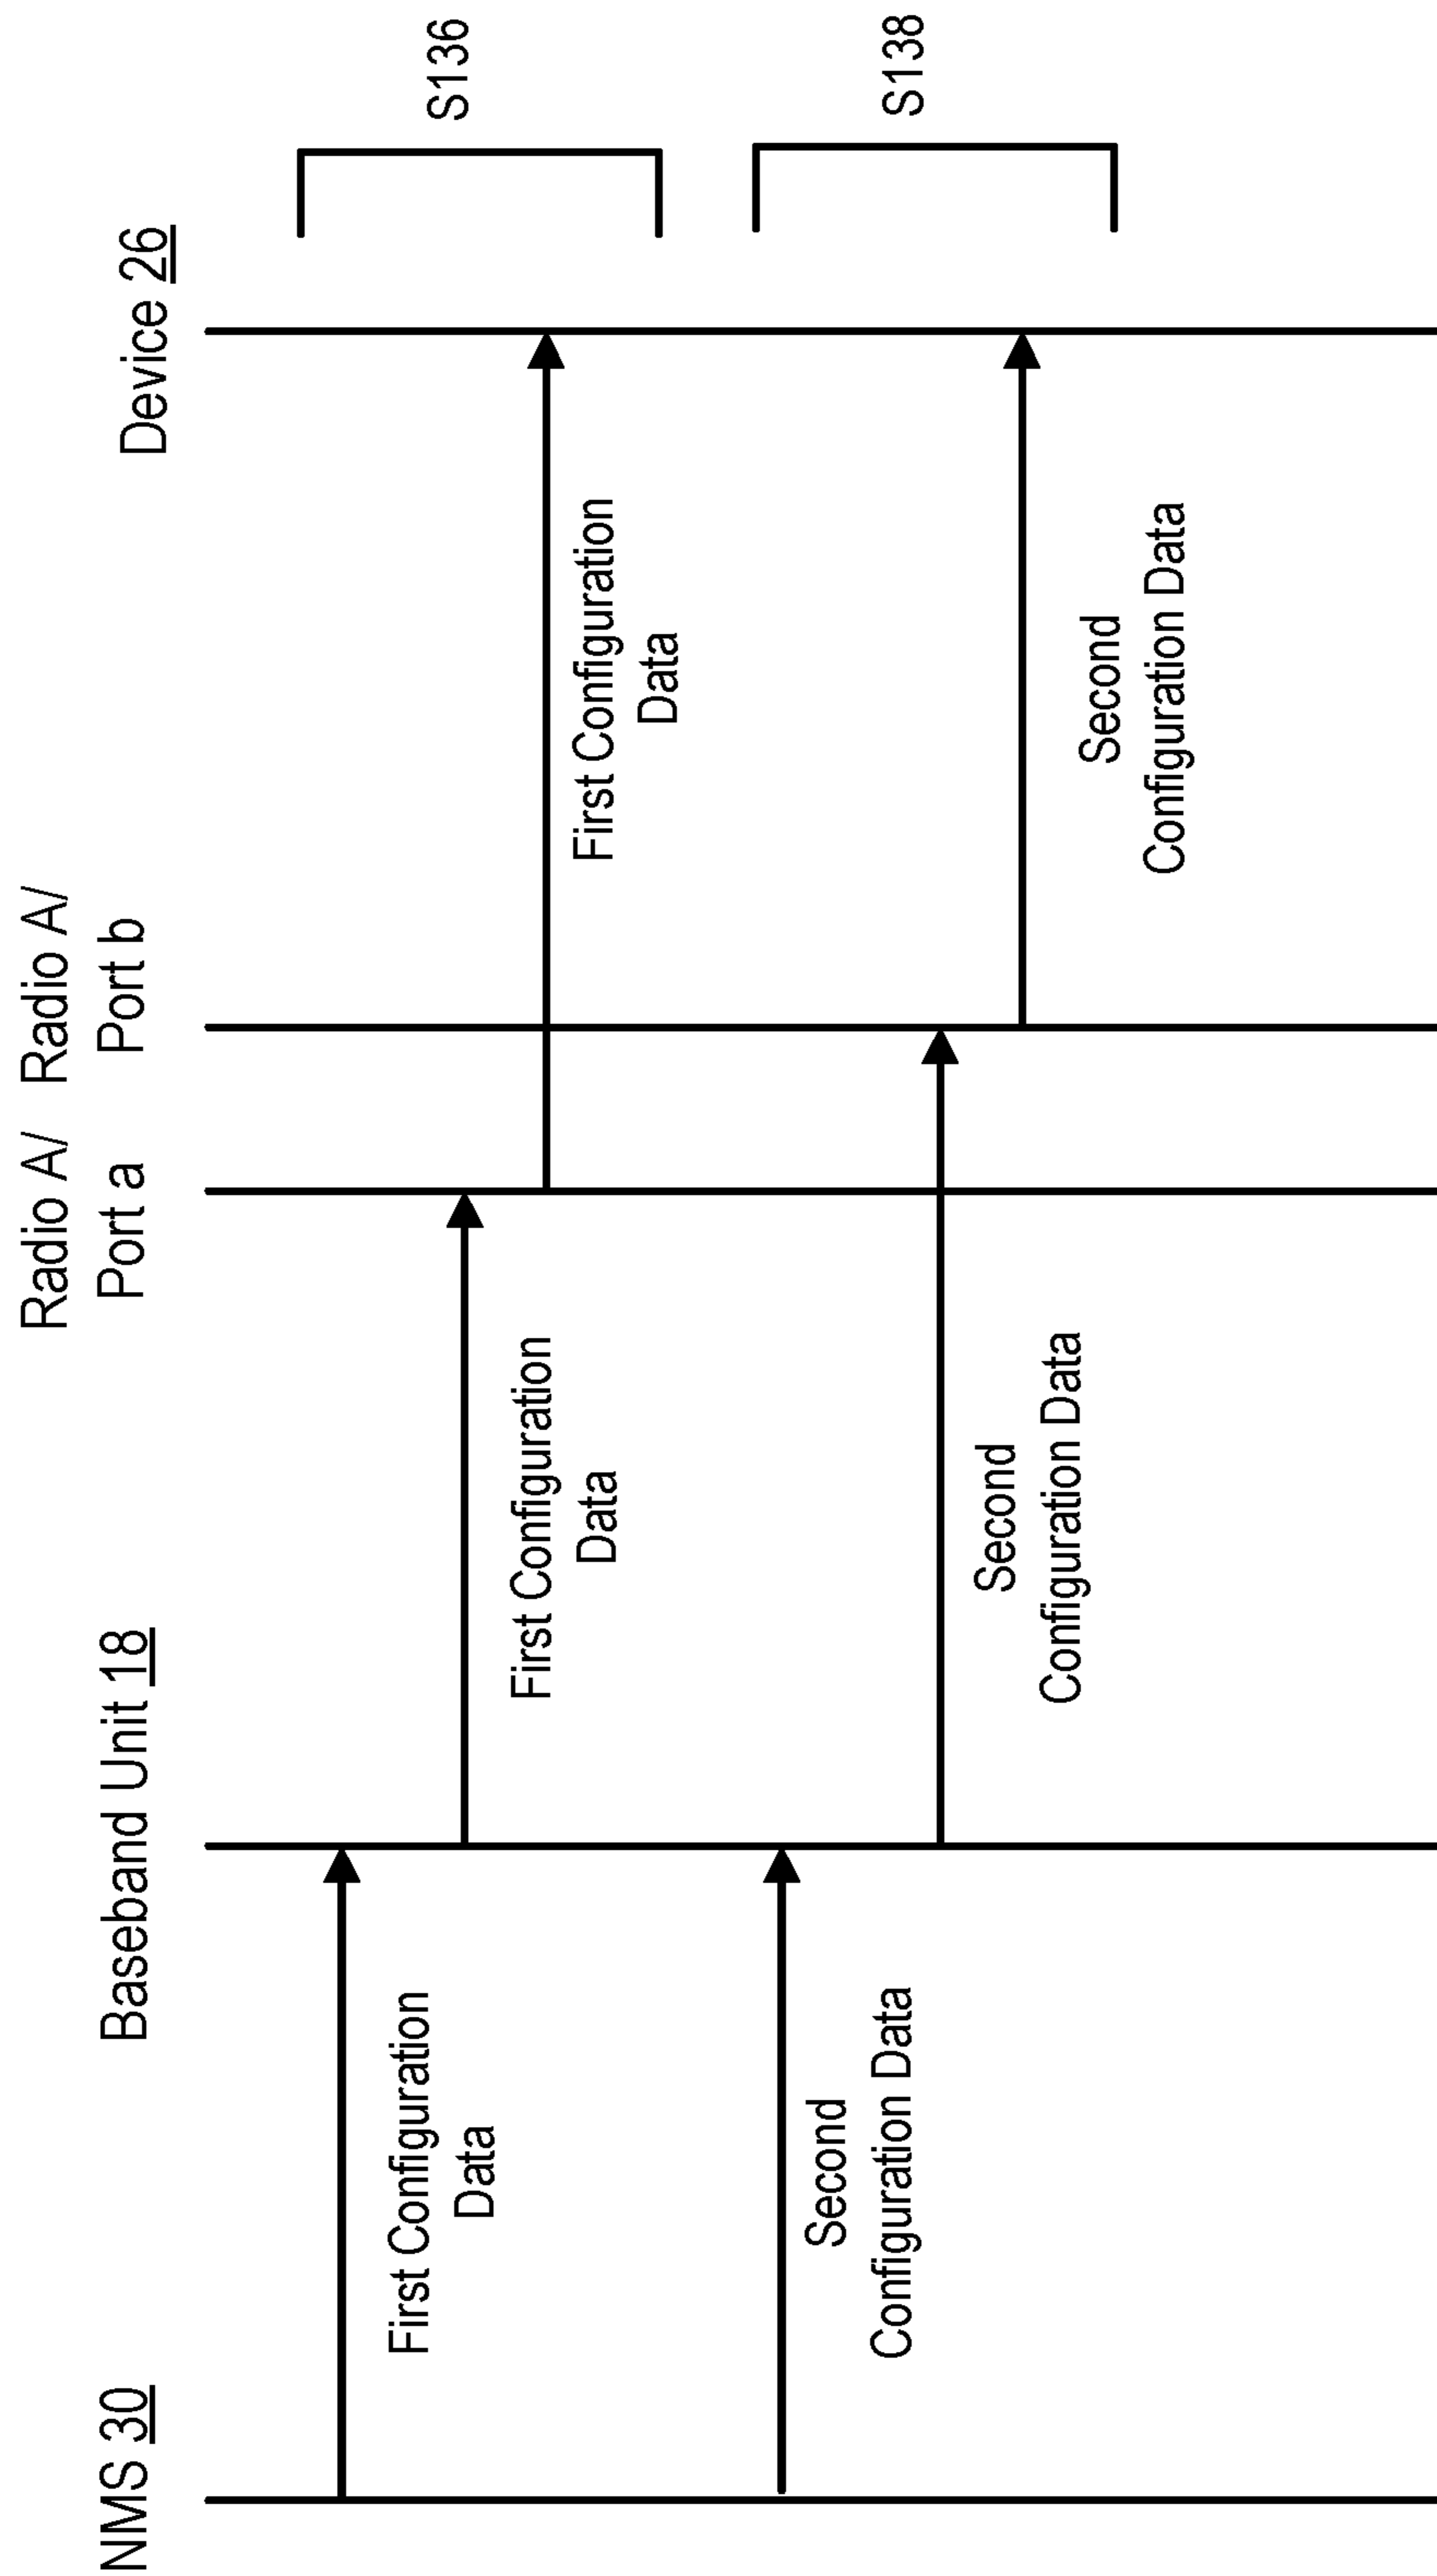 NMS 30
Baseband Unit 18
Radio A/
Port a
Radio A/
Port b
Device 26
First Configuration
Data
First Configuration
Data
First Configuration
Data
S136
Second
Configuration Data
Second
Configuration Data
Second
Configuration Data
S138